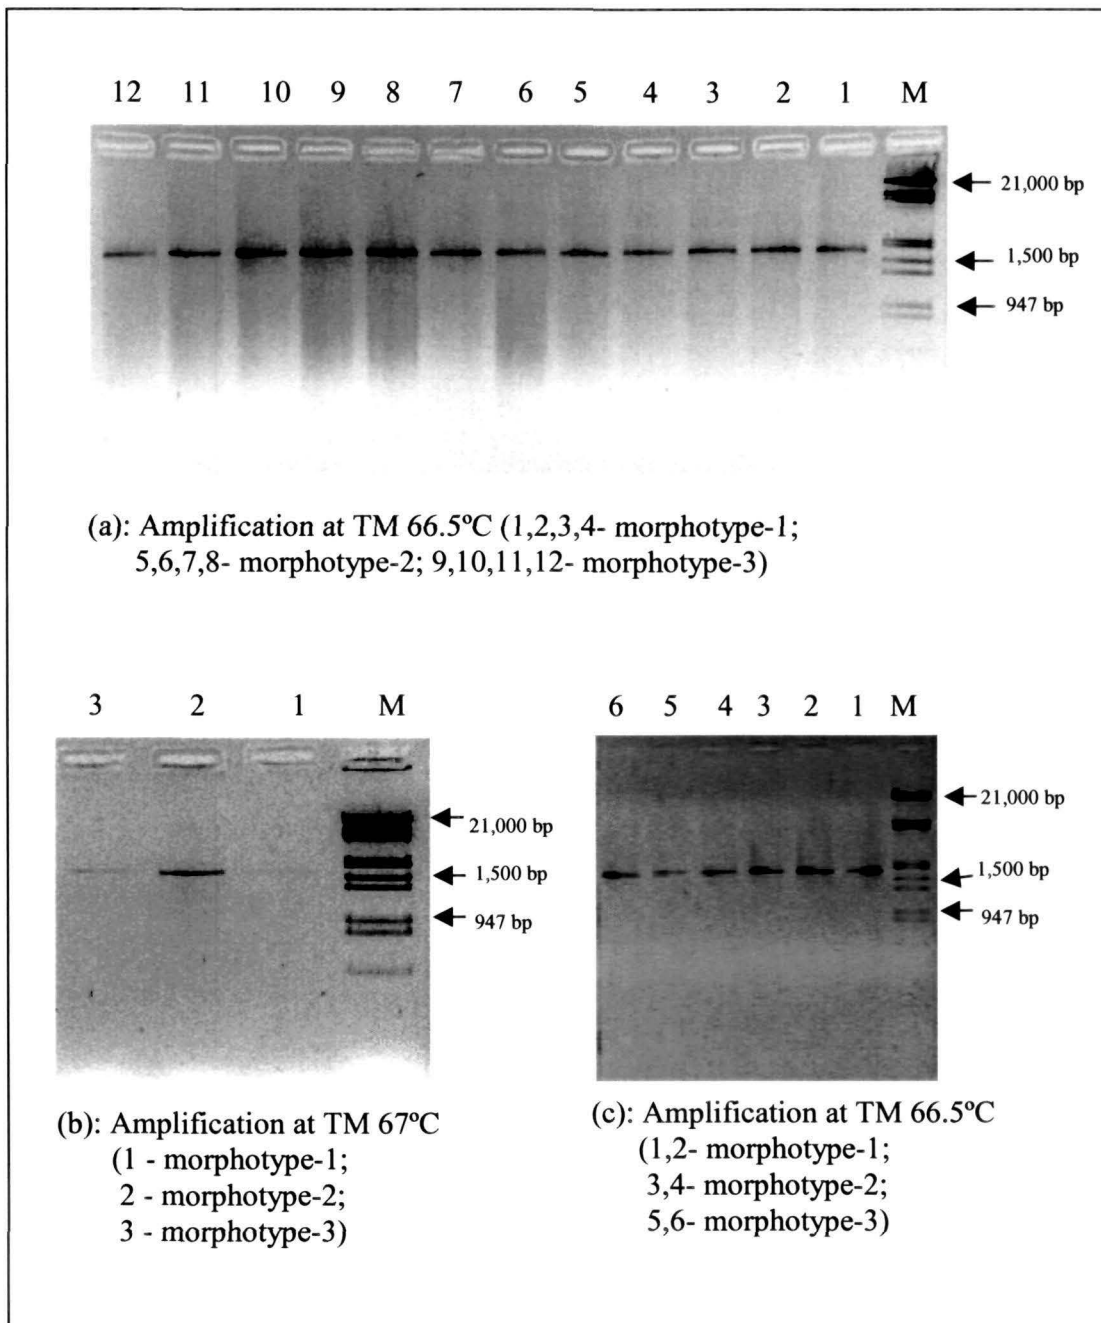 12 11 10 9 8 7 6 5 4 3 2 1 M
21,000 bp
1,500 bp
947 bp
(a): Amplification at TM 66.5ºC (1,2,3,4- morphotype-1;
5,6,7,8- morphotype-2; 9,10,11,12- morphotype-3)
3 2 1 M
21,000 bp
1,500 bp
947 bp
(b): Amplification at TM 67ºC
(1 - morphotype-1;
2 - morphotype-2;
3 - morphotype-3)
6 5 4 3 2 1 M
21,000 bp
1,500 bp
947 bp
(c): Amplification at TM 66.5ºC
(1,2- morphotype-1;
3,4- morphotype-2;
5,6- morphotype-3)